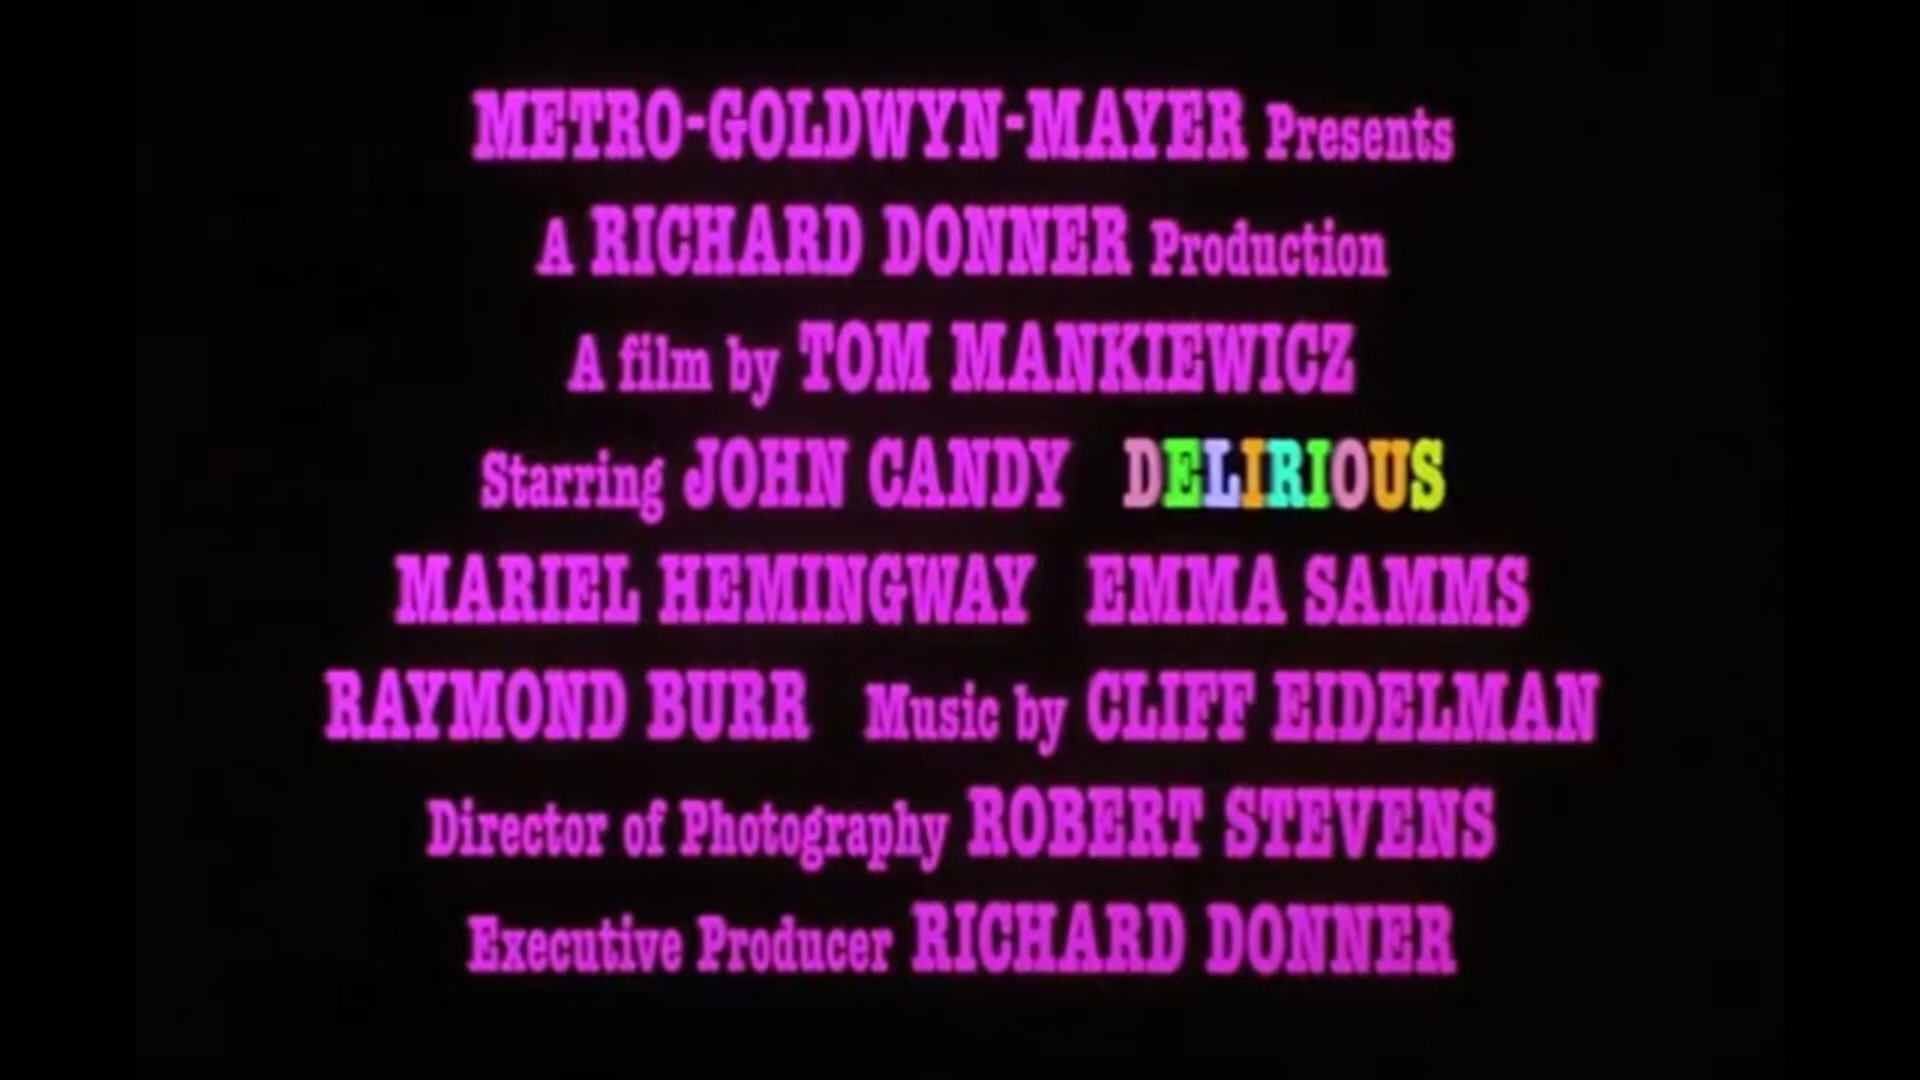 METRO-GOLDWYN-MAYER Presents
A RICHARD DONNER Production
A film by TOM MANKIEWICZ
Starring JOHN CANDY DELIRIOUS
MARIEL HEMINGWAY EMMA SAMMS
RAYMOND BURR Music by CLIFF EIDELMAN
Director of Photography ROBERT STEVENS
Executive Producer RICHARD DONNER